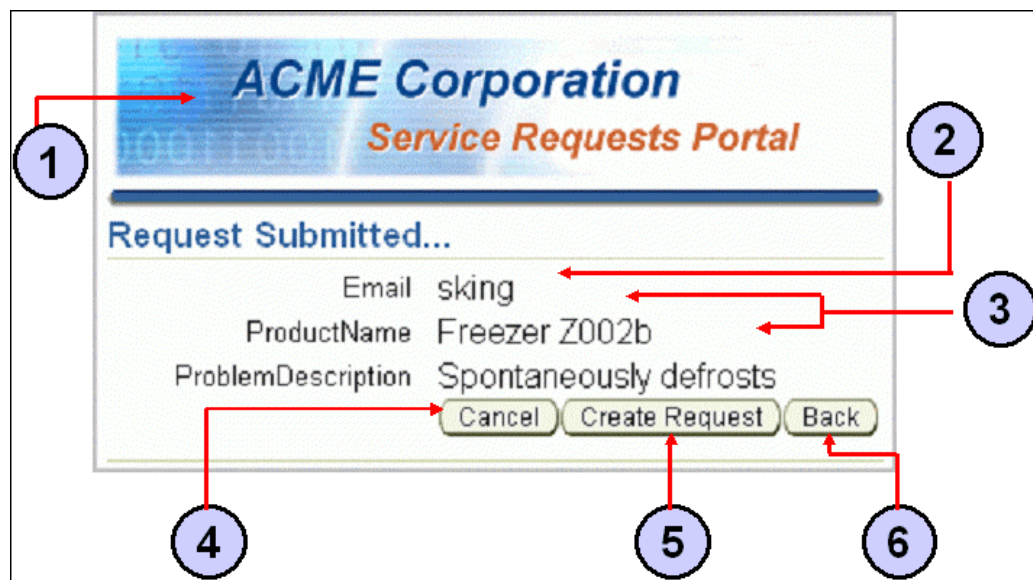 ACME Corporation
Service Requests Portal
1
2
Request Submitted...
Email sking
3
ProductName Freezer Z002b
ProblemDescription Spontaneously defrosts
Cancel Create Request Back
4 5 6